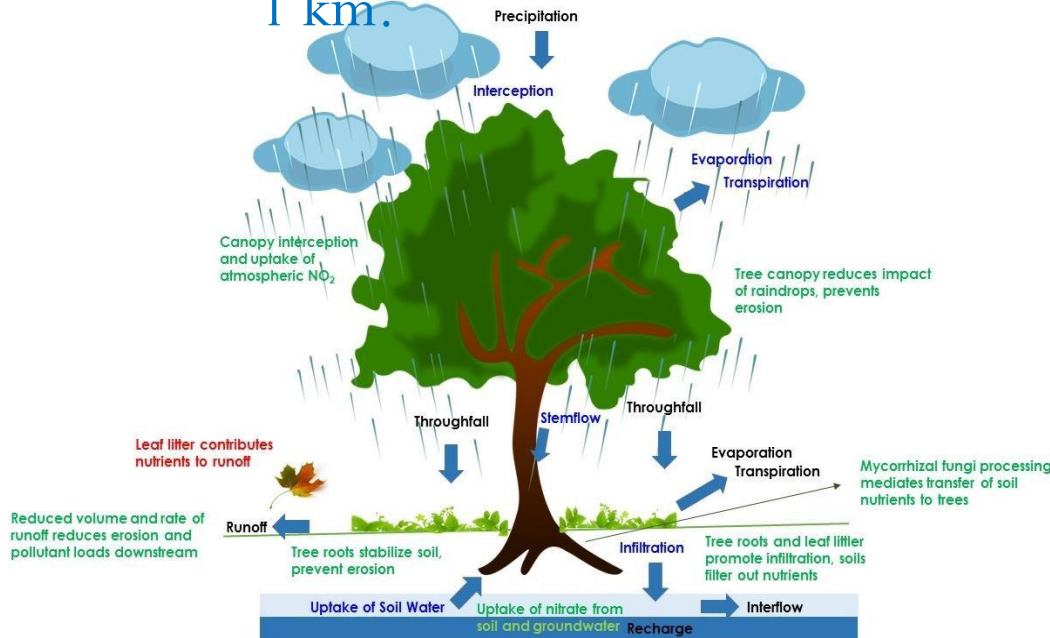 1 km.
Precipitation
Interception
Evaporation
Transpiration
Canopy interception
and uptake of
atmospheric NO₂
Tree canopy reduces impact
of raindrops, prevents
erosion
Throughfall
Stemflow
Throughfall
Leaf litter contributes
nutrients to runoff
Evaporation
Transpiration
Mycorrhizal fungi processing
mediates transfer of soil
nutrients to trees
Reduced volume and rate of
runoff reduces erosion and
pollutant loads downstream
Runoff
Tree roots stabilize soil,
prevent erosion
Infiltration
Tree roots and leaf littler
promote infiltration, soils
filter out nutrients
Uptake of Soil Water
Uptake of nitrate from
soil and groundwater
Interflow
Recharge